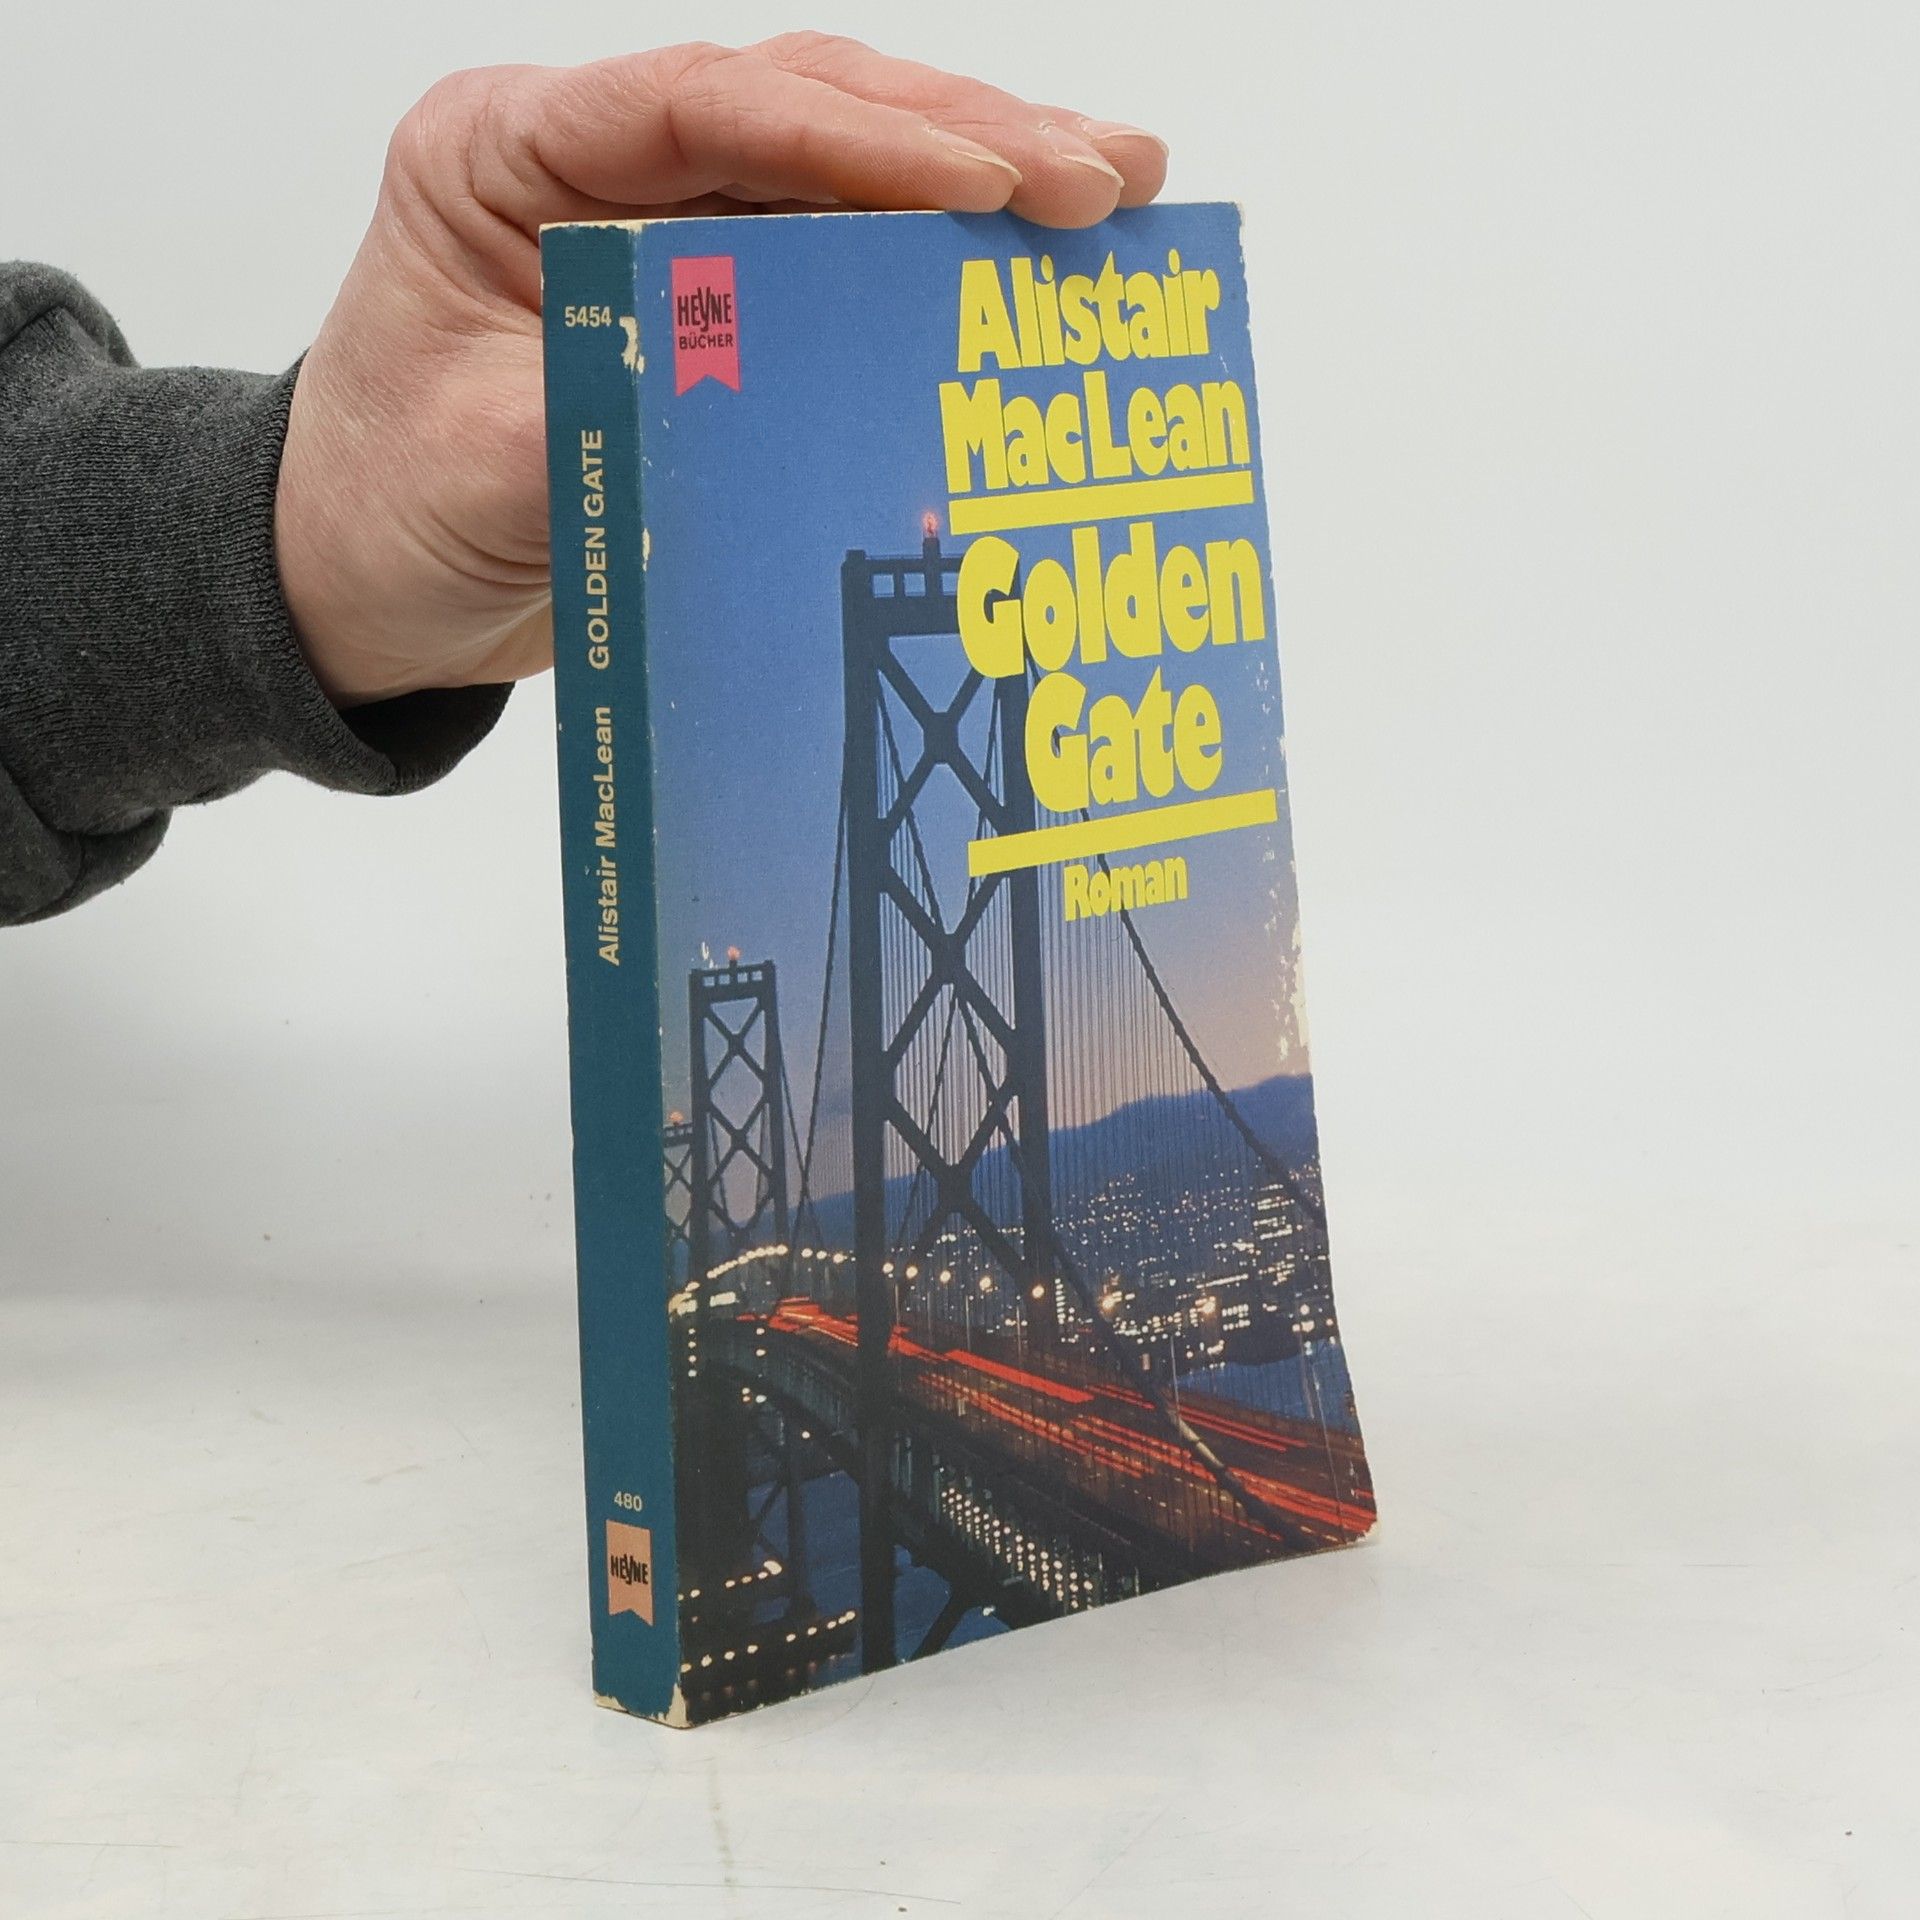 5454
GOLDEN GATE
Alistair MacLean
480
HEYNE
HEYNE
BÜCHER
Alistair
MacLean
Golden
Gate
Roman